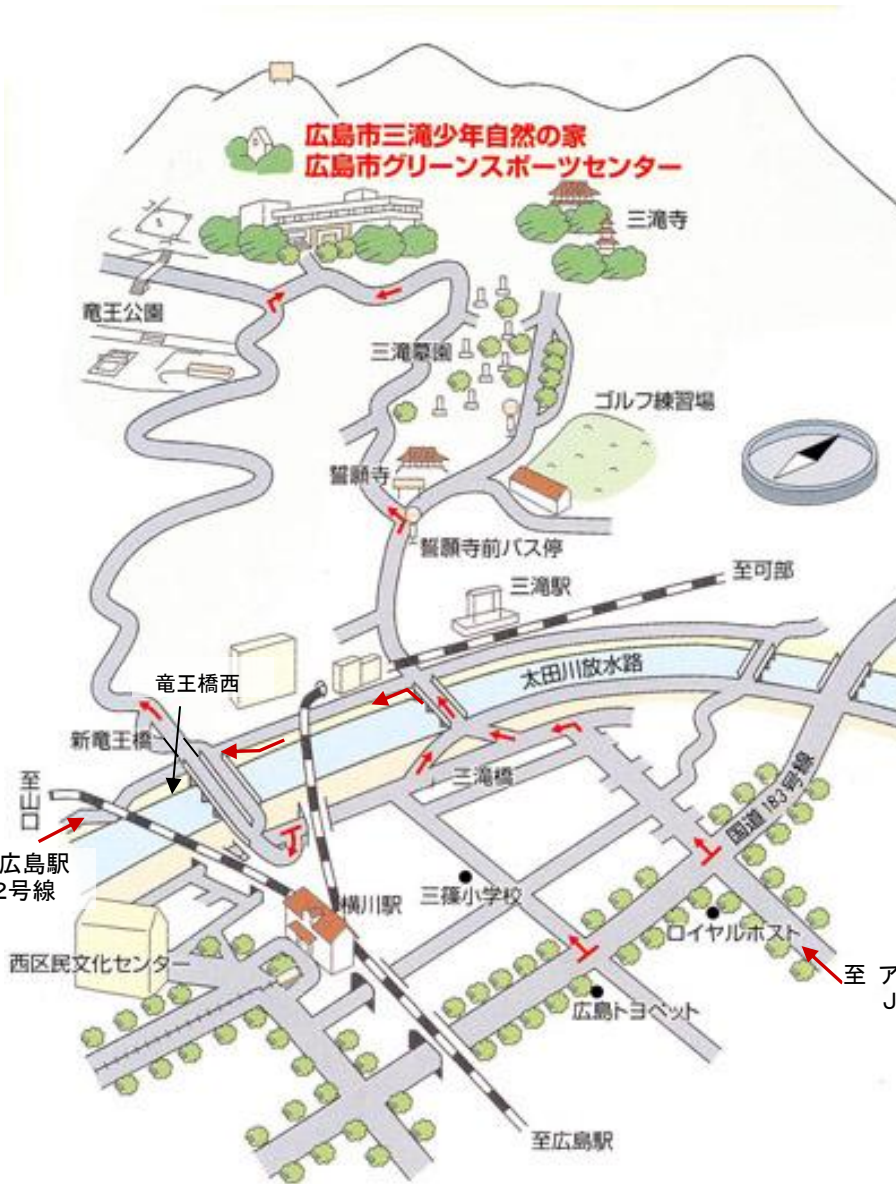 広島市三滝少年自然の家
広島市グリーンスポーツセンター
三滝寺
竜王公園
三滝墓園
ゴルフ練習場
誓願寺
誓願寺前バス停
三滝駅
至可部
竜王橋西
太田川放水路
新竜王橋
至山口
三滝橋
国道183号線
広島駅
2号線
横川駅
三篠小学校
ロイヤルホスト
西区民文化センター
至 ア
J
広島トヨペット
至広島駅